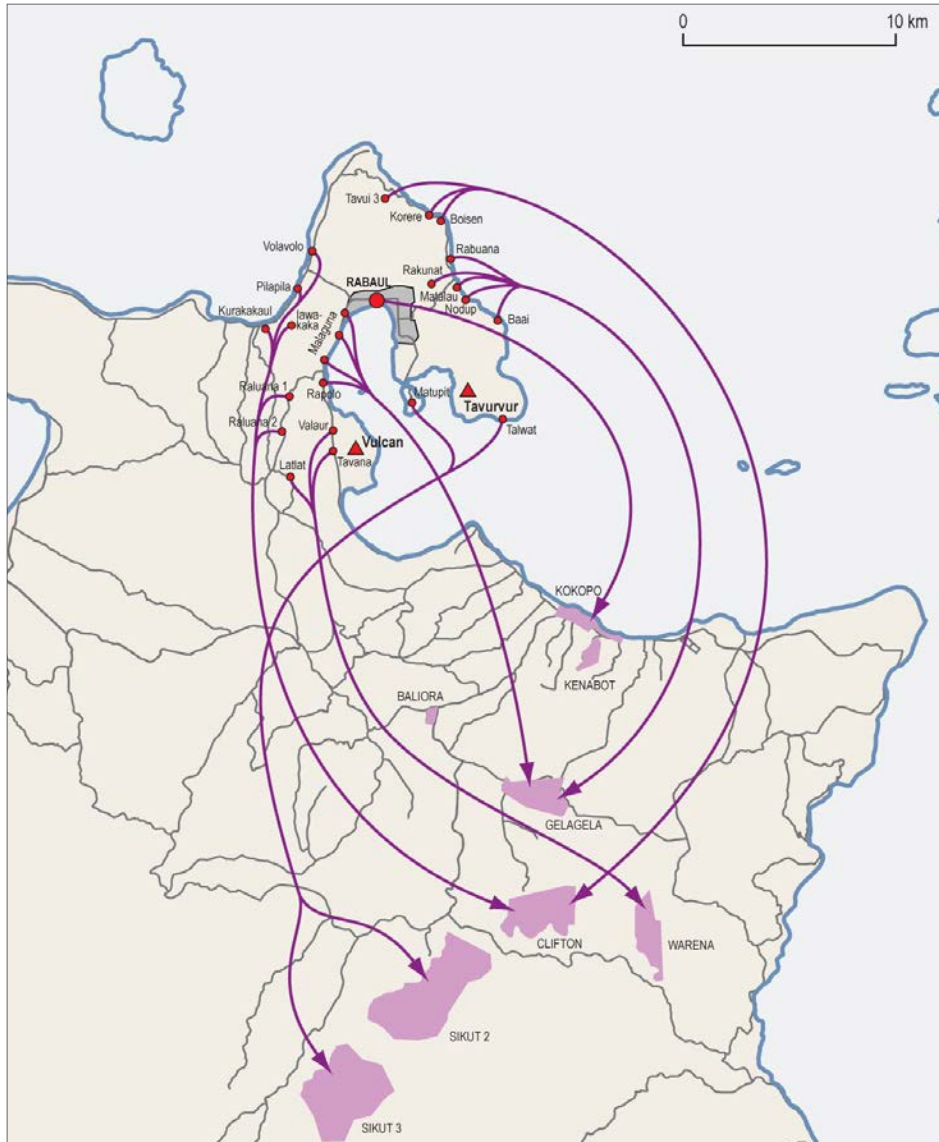 0 10 km
Tavui 3
Korere
Boisen
Volavolo
Rabuana
Rakunat
Pilapila
RABAUL
Matalau
Nodup
Kurakakaul
Iawa-
kaka
Baai
Malaguna
Raluana 1
Rapolo
Matupit
Tavurvur
Raluana 2
Valaur
Talwat
Vulcan
Latlat
Tavana
KOKOPO
KENABOT
BALIORA
GELAGELA
CLIFTON
WARENA
SIKUT 2
SIKUT 3